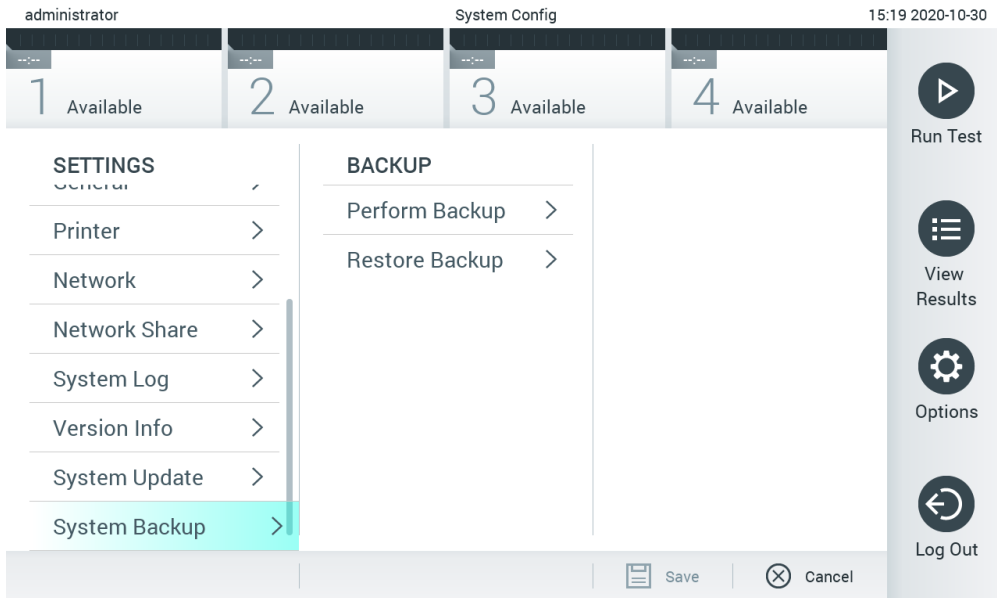 administrator
System Config
15:19 2020-10-30
--:--
--:--
--:--
--:--
1 Available
2 Available
3 Available
4 Available
SETTINGS
General
Printer
Network
Network Share
System Log
Version Info
System Update
System Backup
BACKUP
Perform Backup
Restore Backup
Run Test
View
Results
Options
Log Out
Save
Cancel